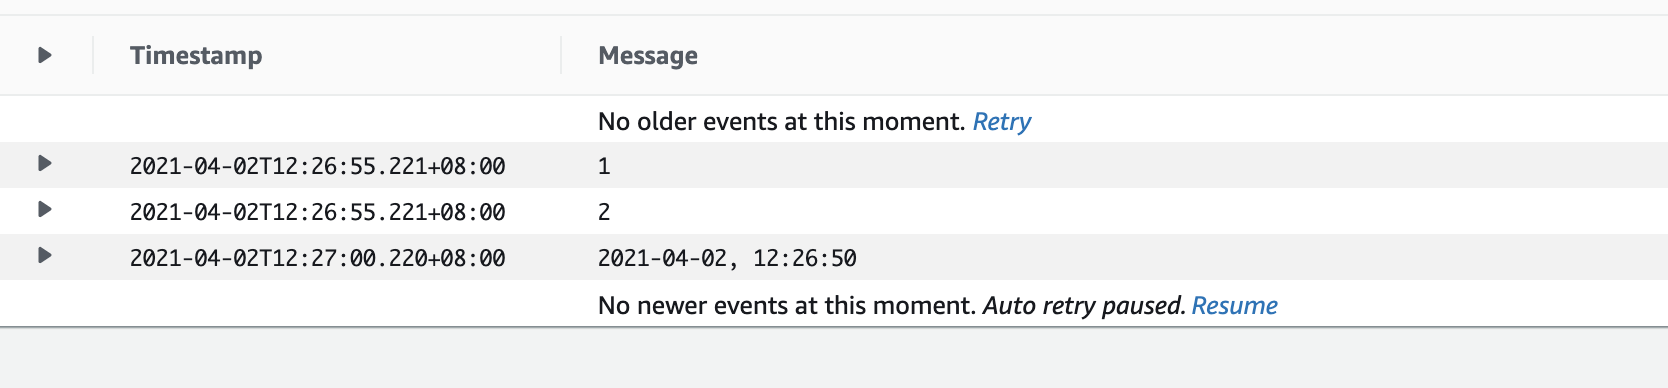 Timestamp Message
No older events at this moment. Retry
2021-04-02T12:26:55.221+08:00 1
2021-04-02T12:26:55.221+08:00 2
2021-04-02T12:27:00.220+08:00 2021-04-02, 12:26:50
No newer events at this moment. Auto retry paused. Resume